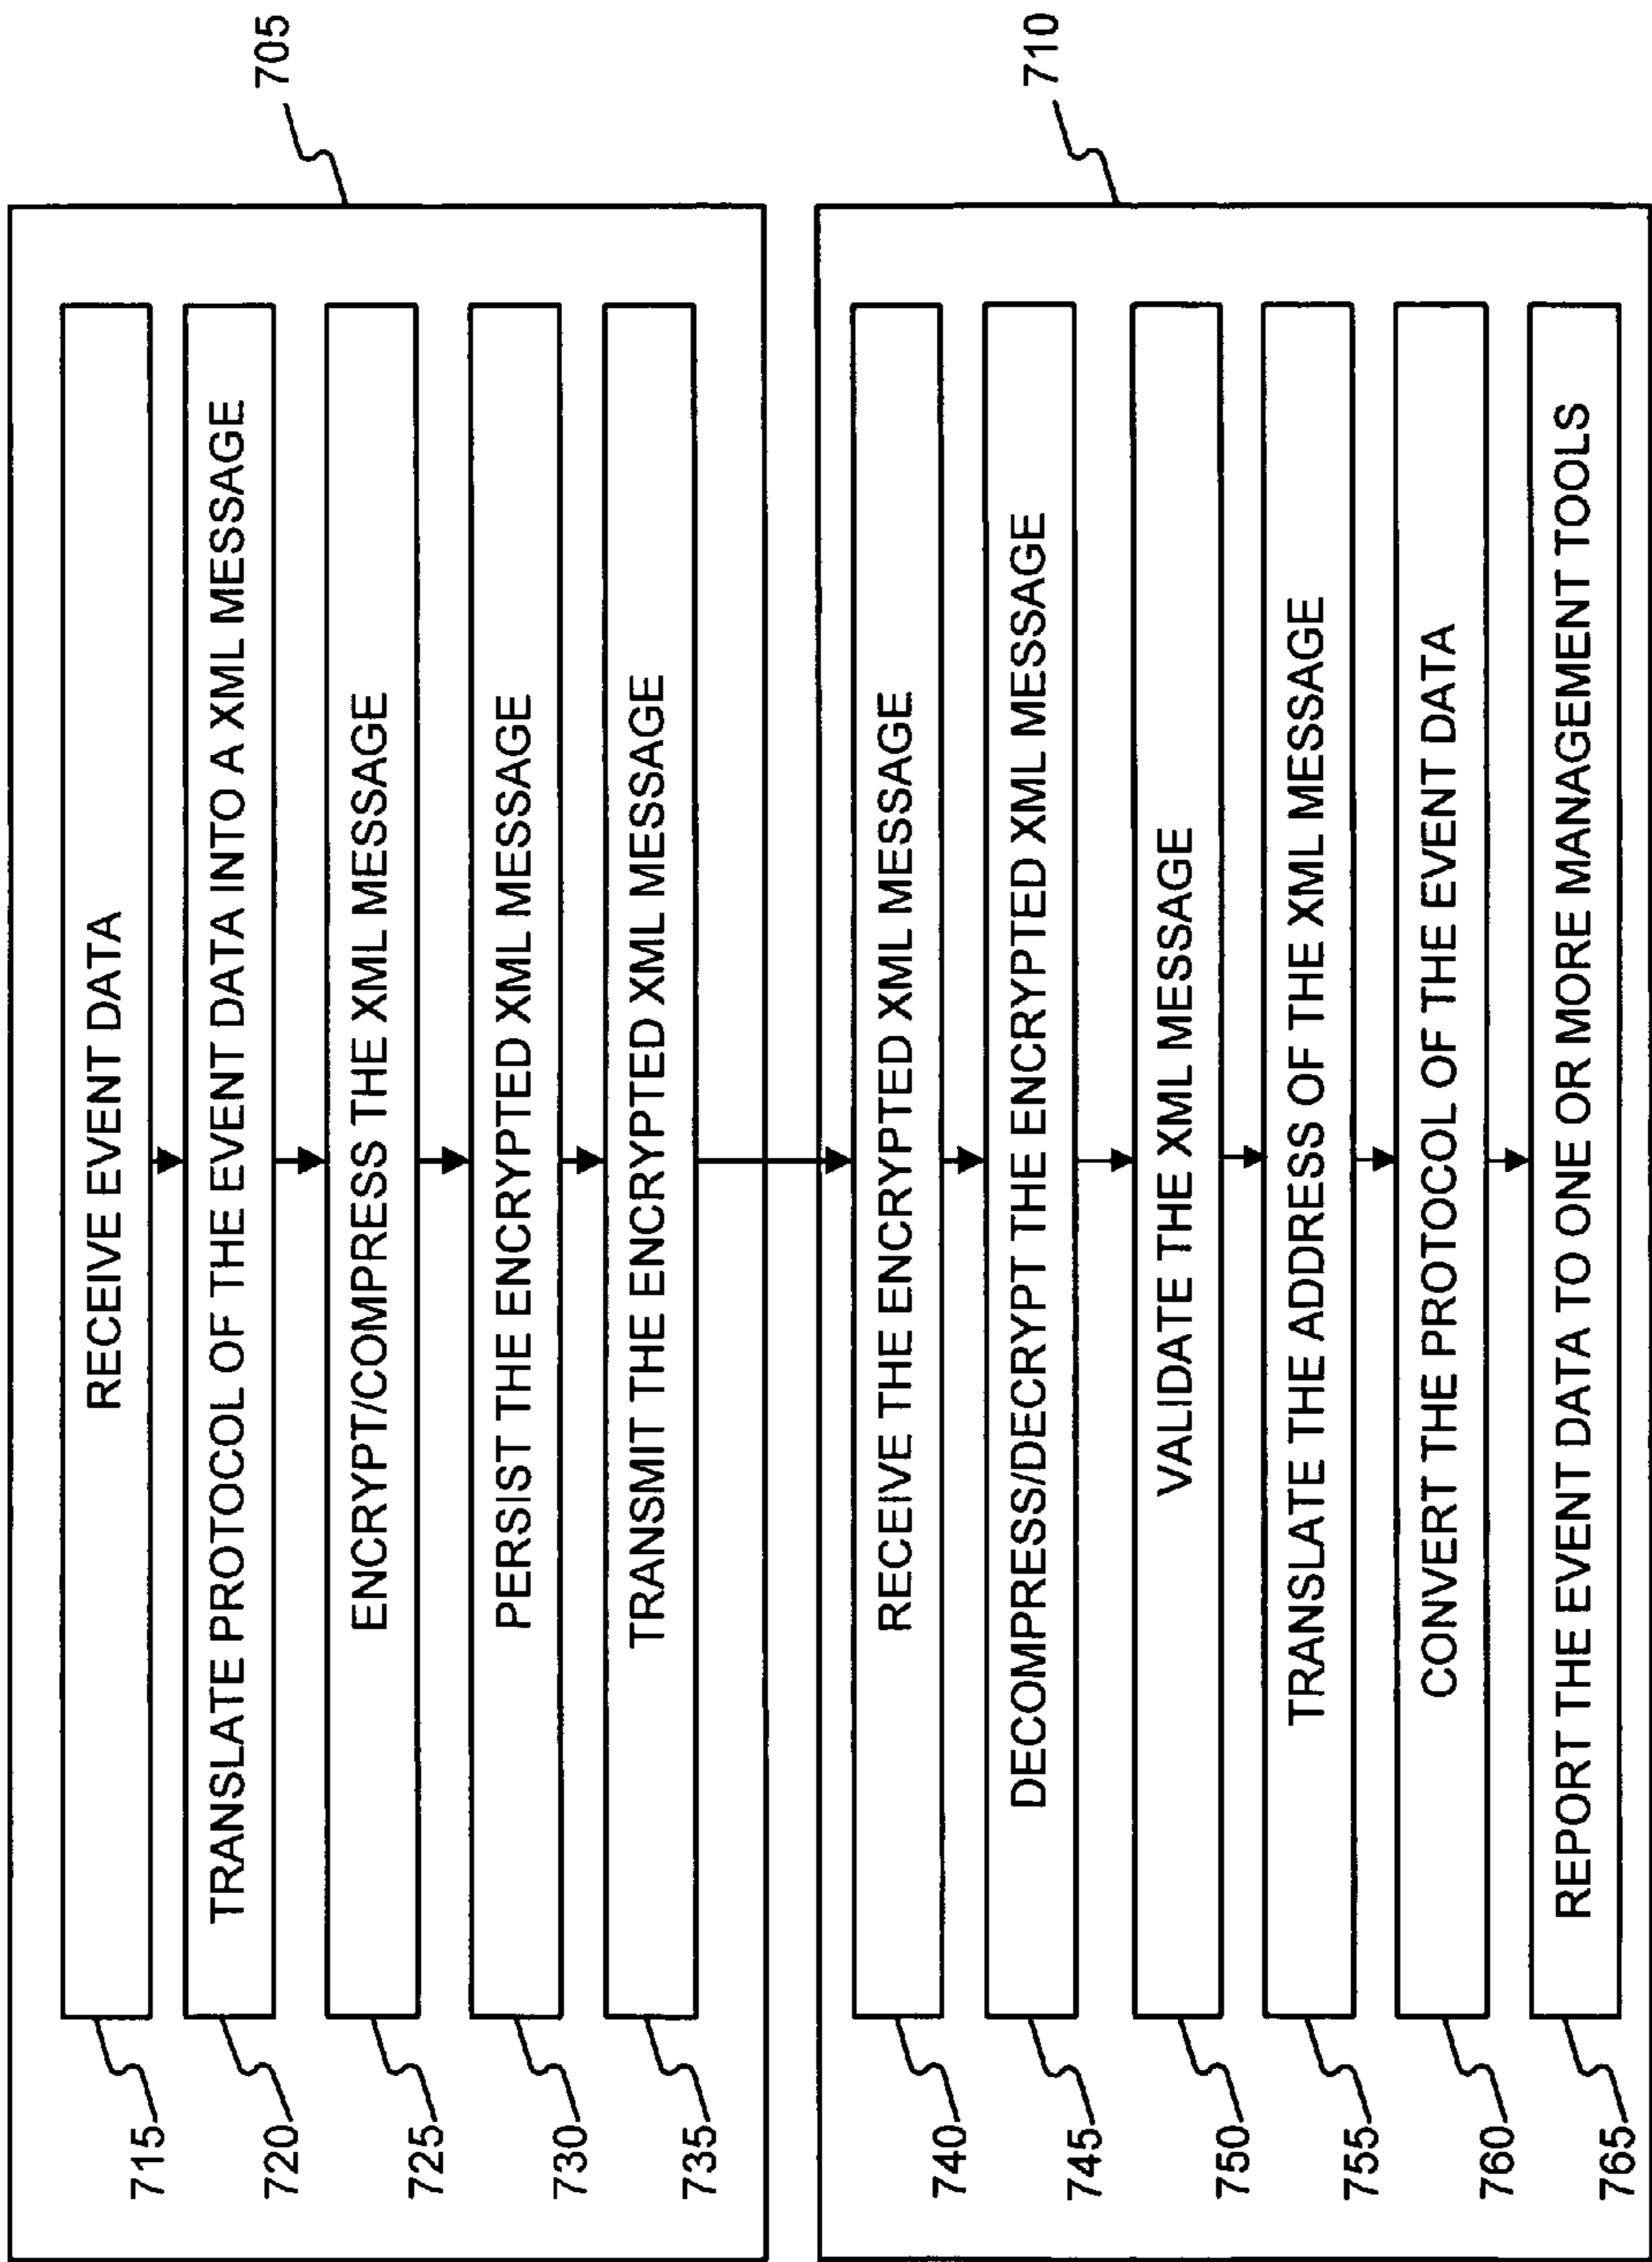 705
715
RECEIVE EVENT DATA
720
TRANSLATE PROTOCOL OF THE EVENT DATA INTO A XML MESSAGE
725
ENCRYPT/COMPRESS THE XML MESSAGE
730
PERSIST THE ENCRYPTED XML MESSAGE
735
TRANSMIT THE ENCRYPTED XML MESSAGE
710
740
RECEIVE THE ENCRYPTED XML MESSAGE
745
DECOMPRESS/DECRYPT THE ENCRYPTED XML MESSAGE
750
VALIDATE THE XML MESSAGE
755
TRANSLATE THE ADDRESS OF THE XML MESSAGE
760
CONVERT THE PROTOCOL OF THE EVENT DATA
765
REPORT THE EVENT DATA TO ONE OR MORE MANAGEMENT TOOLS